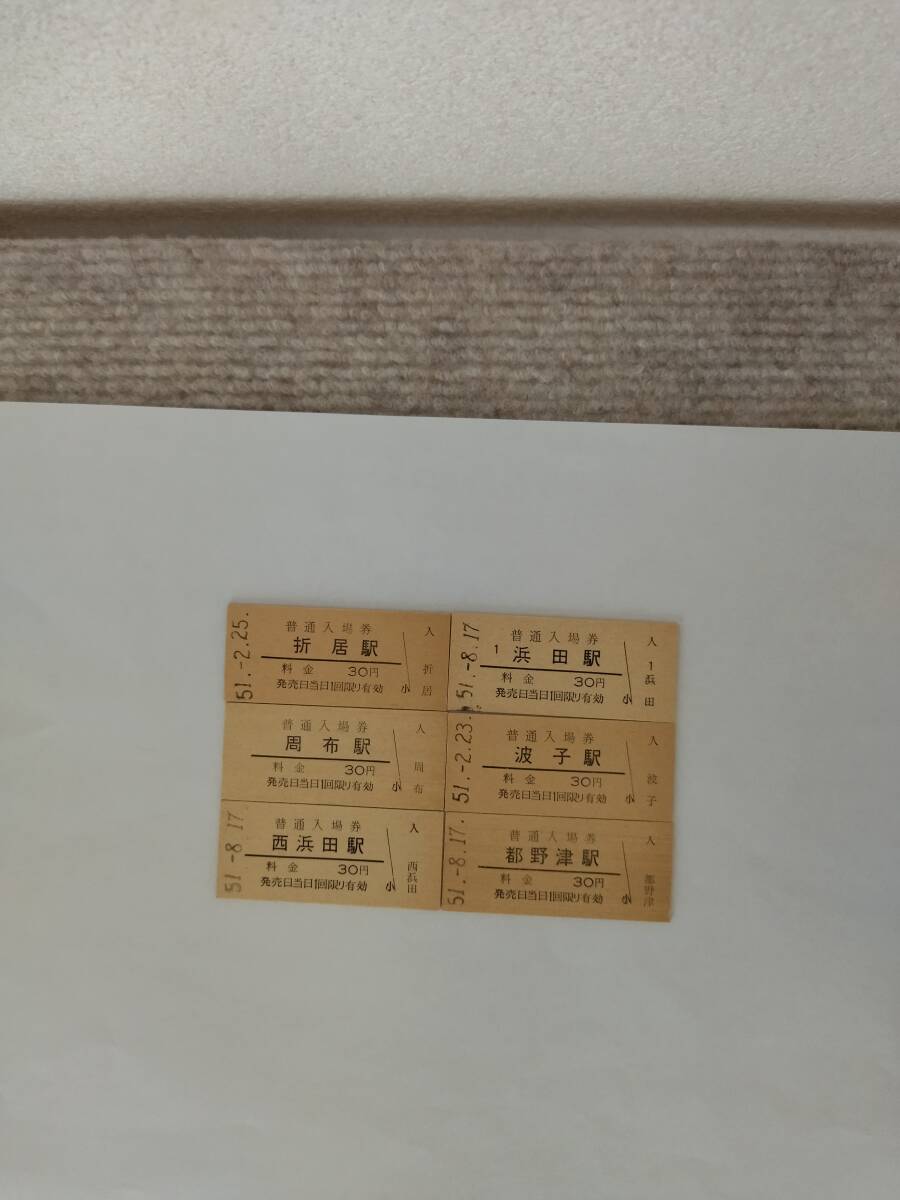 51.-2.25.
普通入場券
折居駅
料金 30円
発売日当日1回限り有効
小
人
折居
51.-8.17
普通入場券
1 浜田駅
料金 30円
発売日当日1回限り有効
小
人
1
浜田
普通入場券
周布駅
料金 30円
発売日当日1回限り有効
小
人
周布
51.-2.23.
普通入場券
波子駅
料金 30円
発売日当日1回限り有効
小
人
波子
51.-8.17.
普通入場券
西浜田駅
料金 30円
発売日当日1回限り有効
小
人
西浜田
51.-8.17.
普通入場券
都野津駅
料金 30円
発売日当日1回限り有効
小
人
都野津